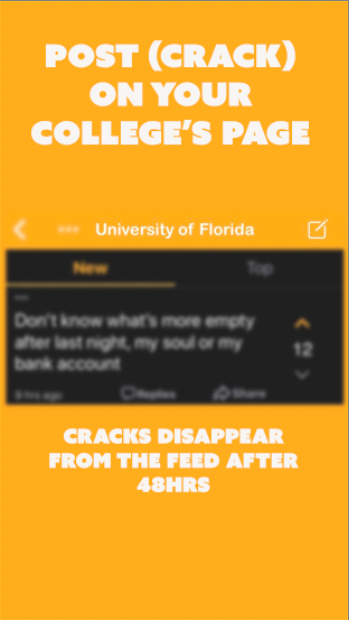 POST (CRACK)
ON YOUR
COLLEGE'S PAGE
University of Florida
New
Top
Don't know what's more empty
after last night, my soul or my
bank account
12
9 hrs ago
Replies
Share
CRACKS DISAPPEAR
FROM THE FEED AFTER
48HRS